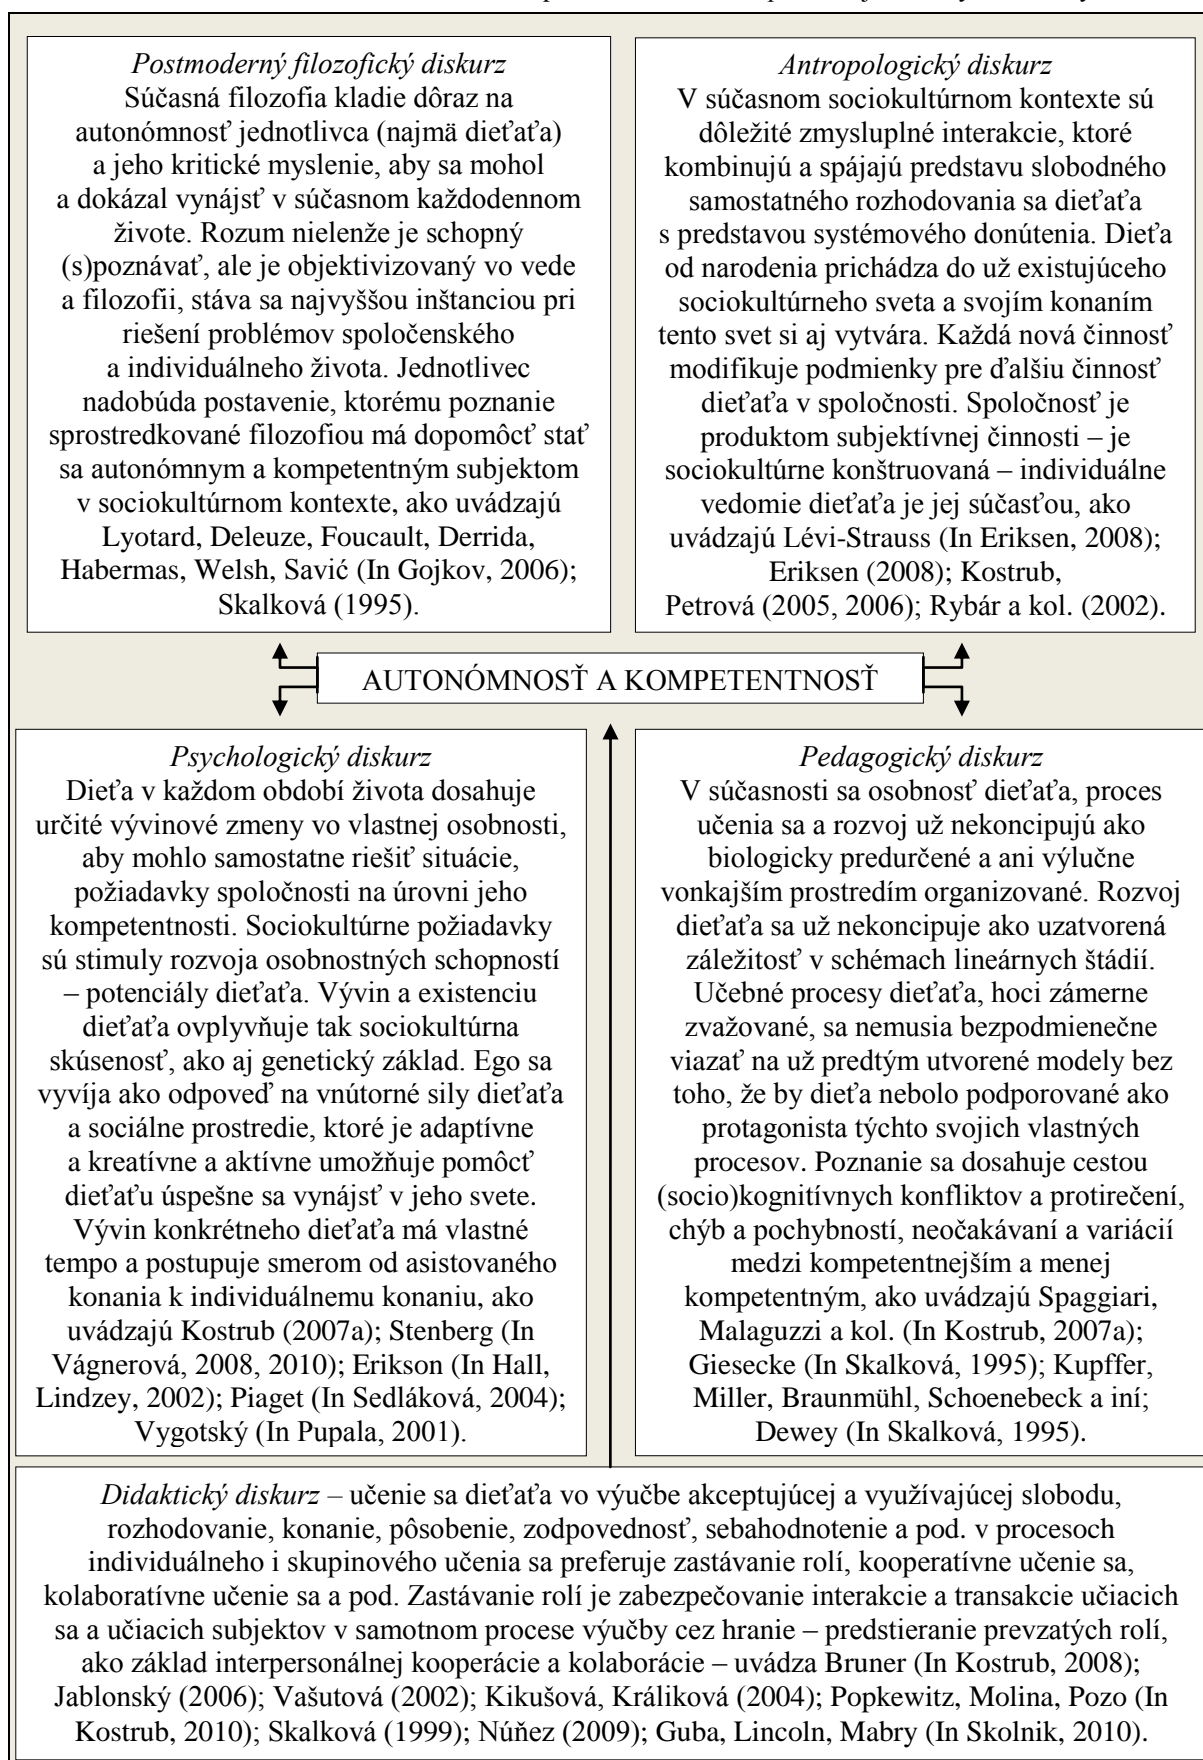 Postmoderný filozofický diskurz
Súčasná filozofia kladie dôraz na
autonómnosť jednotlivca (najmä dieťaťa)
a jeho kritické myslenie, aby sa mohol
a dokázal vynájsť v súčasnom každodennom
živote. Rozum nielenže je schopný
(s)poznávať, ale je objektivizovaný vo vede
a filozofii, stáva sa najvyššou inštanciou pri
riešení problémov spoločenského
a individuálneho života. Jednotlivec
nadobúda postavenie, ktorému poznanie
sprostredkované filozofiou má dopomôcť stať
sa autonómnym a kompetentným subjektom
v sociokultúrnom kontexte, ako uvádzajú
Lyotard, Deleuze, Foucault, Derrida,
Habermas, Welsh, Savić (In Gojkov, 2006);
Skalková (1995).
Antropologický diskurz
V súčasnom sociokultúrnom kontexte sú
dôležité zmysluplné interakcie, ktoré
kombinujú a spájajú predstavu slobodného
samostatného rozhodovania sa dieťaťa
s predstavou systémového donútenia. Dieťa
od narodenia prichádza do už existujúceho
sociokultúrneho sveta a svojím konaním
tento svet si aj vytvára. Každá nová činnosť
modifikuje podmienky pre ďalšiu činnosť
dieťaťa v spoločnosti. Spoločnosť je
produktom subjektívnej činnosti – je
sociokultúrne konštruovaná – individuálne
vedomie dieťaťa je jej súčasťou, ako
uvádzajú Lévi-Strauss (In Eriksen, 2008);
Eriksen (2008); Kostrub,
Petrová (2005, 2006); Rybár a kol. (2002).
AUTONÓMNOSŤ A KOMPETENTNOSŤ
Psychologický diskurz
Dieťa v každom období života dosahuje
určité vývinové zmeny vo vlastnej osobnosti,
aby mohlo samostatne riešiť situácie,
požiadavky spoločnosti na úrovni jeho
kompetentnosti. Sociokultúrne požiadavky
sú stimuly rozvoja osobnostných schopností
– potenciály dieťaťa. Vývin a existenciu
dieťaťa ovplyvňuje tak sociokultúrna
skúsenosť, ako aj genetický základ. Ego sa
vyvíja ako odpoveď na vnútorné sily dieťaťa
a sociálne prostredie, ktoré je adaptívne
a kreatívne a aktívne umožňuje pomôcť
dieťaťu úspešne sa vynájsť v jeho svete.
Vývin konkrétneho dieťaťa má vlastné
tempo a postupuje smerom od asistovaného
konania k individuálnemu konaniu, ako
uvádzajú Kostrub (2007a); Stenberg (In
Vágnerová, 2008, 2010); Erikson (In Hall,
Lindzey, 2002); Piaget (In Sedláková, 2004);
Vygotský (In Pupala, 2001).
Pedagogický diskurz
V súčasnosti sa osobnosť dieťaťa, proces
učenia sa a rozvoj už nekoncipujú ako
biologicky predurčené a ani výlučne
vonkajším prostredím organizované. Rozvoj
dieťaťa sa už nekoncipuje ako uzatvorená
záležitosť v schémach lineárnych štádií.
Učebné procesy dieťaťa, hoci zámerne
zvažované, sa nemusia bezpodmienečne
viazať na už predtým utvorené modely bez
toho, že by dieťa nebolo podporované ako
protagonista týchto svojich vlastných
procesov. Poznanie sa dosahuje cestou
(socio)kognitívnych konfliktov a protirečení,
chýb a pochybností, neočakávaní a variácií
medzi kompetentnejším a menej
kompetentným, ako uvádzajú Spaggiari,
Malaguzzi a kol. (In Kostrub, 2007a);
Giesecke (In Skalková, 1995); Kupffer,
Miller, Braunmühl, Schoenebeck a iní;
Dewey (In Skalková, 1995).
Didaktický diskurz – učenie sa dieťaťa vo výučbe akceptujúcej a využívajúcej slobodu,
rozhodovanie, konanie, pôsobenie, zodpovednosť, sebahodnotenie a pod. v procesoch
individuálneho i skupinového učenia sa preferuje zastávanie rolí, kooperatívne učenie sa,
kolaboratívne učenie sa a pod. Zastávanie rolí je zabezpečovanie interakcie a transakcie učiacich
sa a učiacich subjektov v samotnom procese výučby cez hranie – predstieranie prevzatých rolí,
ako základ interpersonálnej kooperácie a kolaborácie – uvádza Bruner (In Kostrub, 2008);
Jablonský (2006); Vašutová (2002); Kikušová, Králiková (2004); Popkewitz, Molina, Pozo (In
Kostrub, 2010); Skalková (1999); Núňez (2009); Guba, Lincoln, Mabry (In Skolnik, 2010).